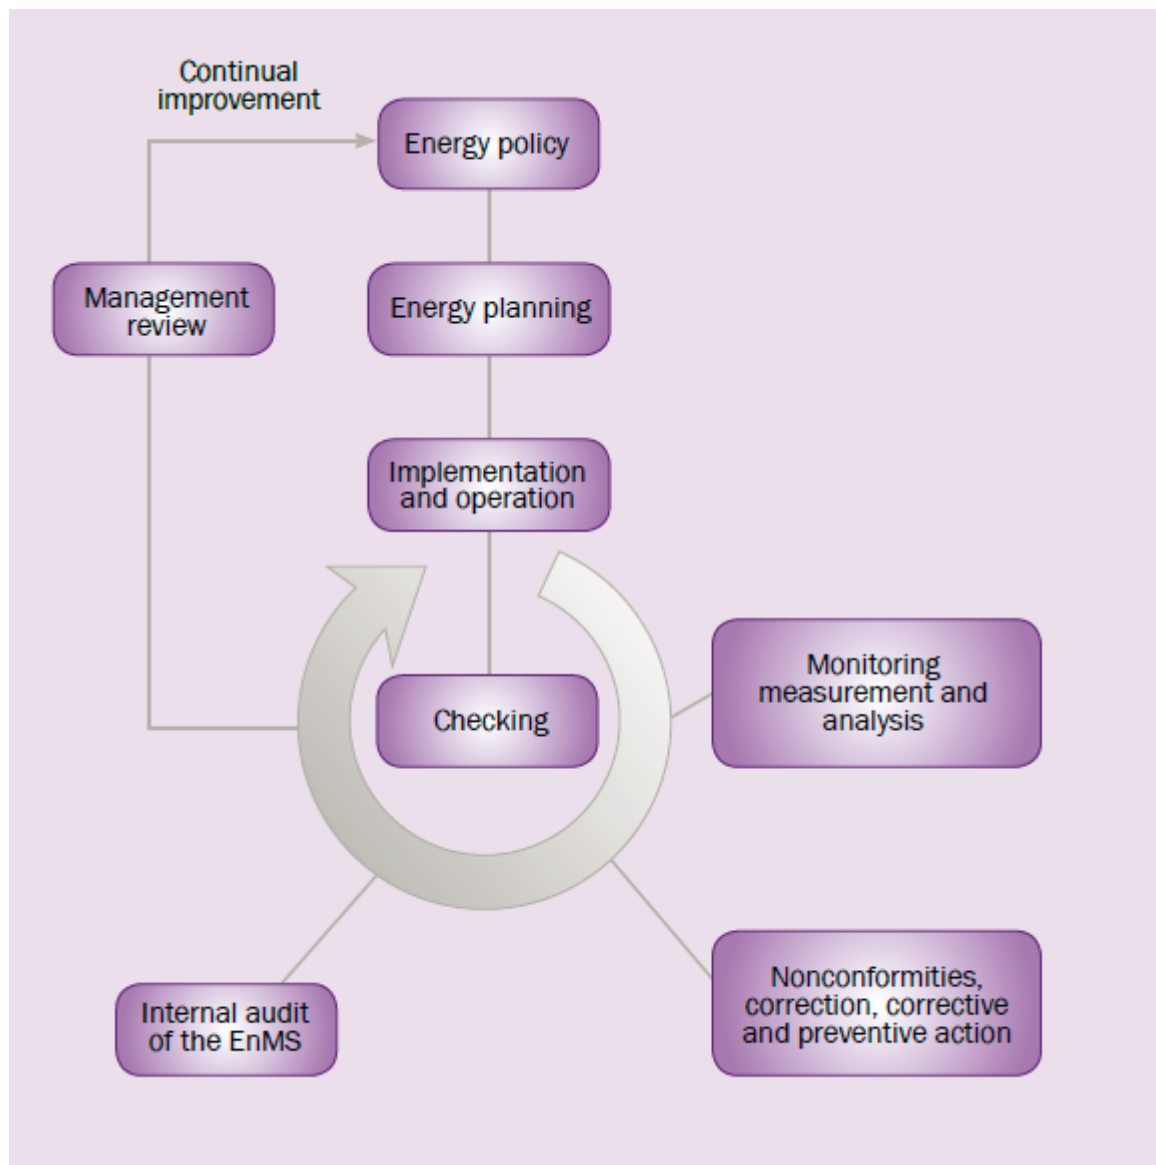 Continual
improvement
Energy policy
Management
review
Energy planning
Implementation
and operation
Checking
Monitoring
measurement and
analysis
Nonconformities,
correction, corrective
and preventive action
Internal audit
of the EnMS